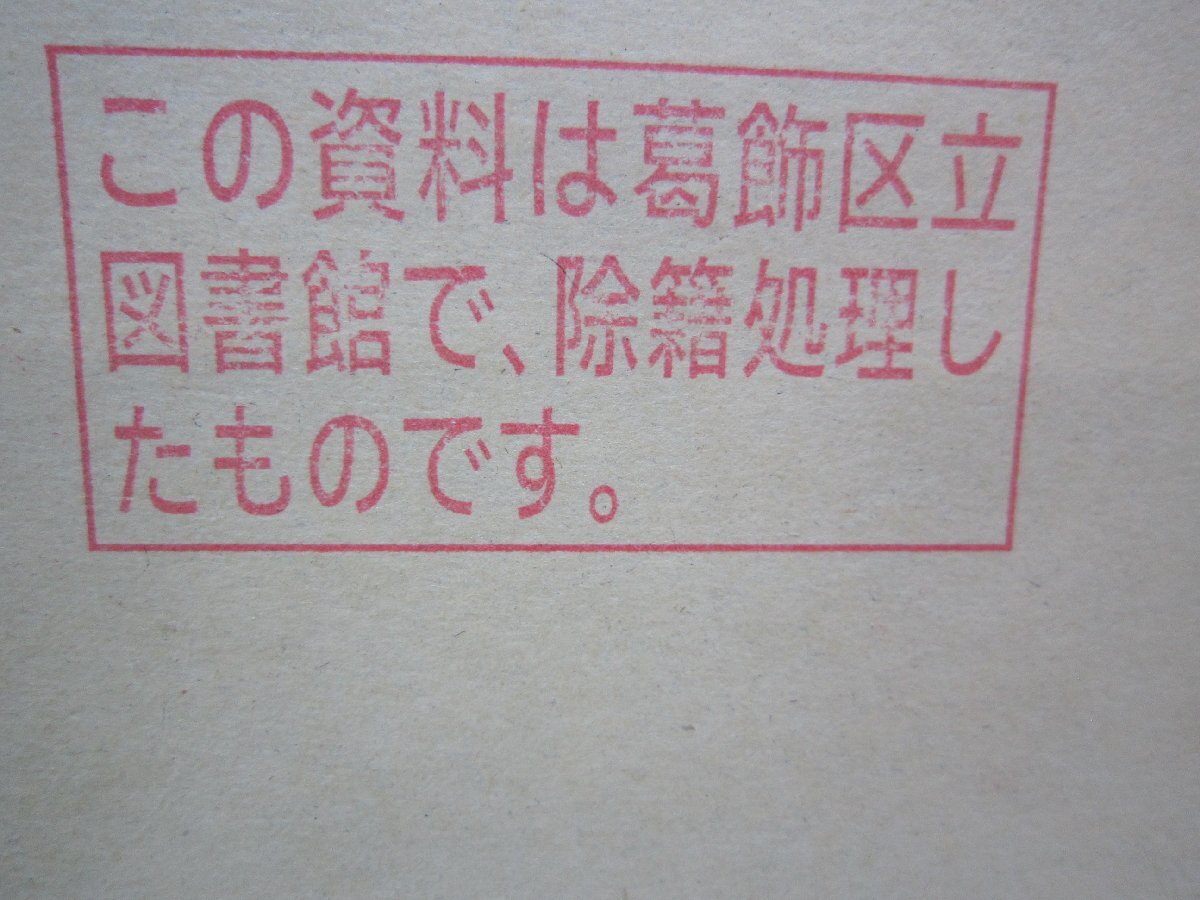 この資料は葛飾区立
図書館で、除籍処理し
たものです。